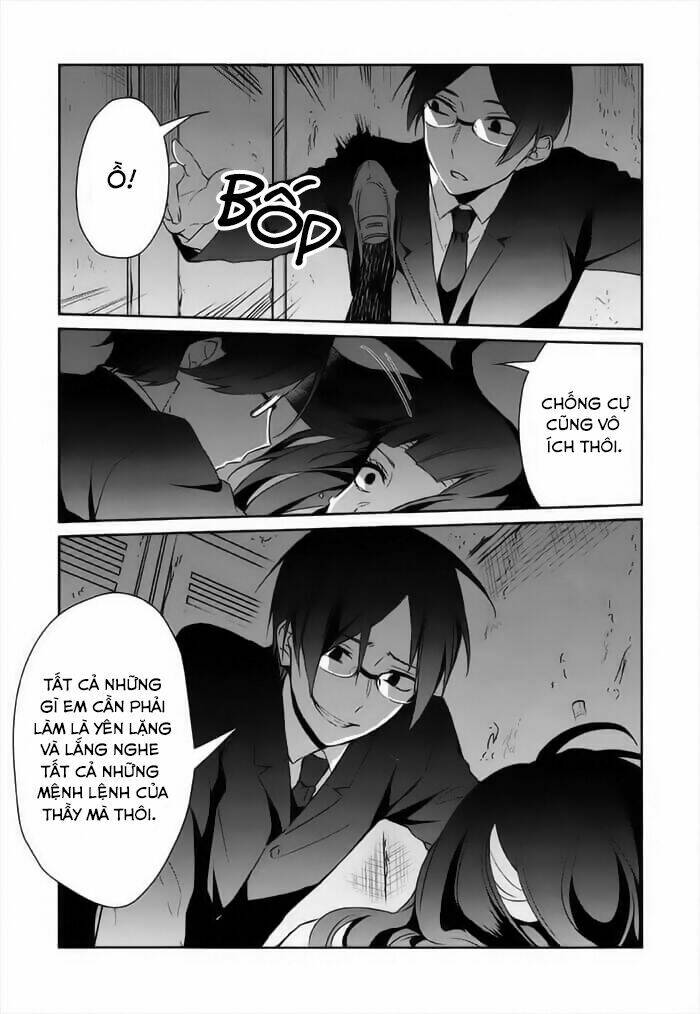 Ồ!
BỐP
CHỐNG CỰ
CŨNG VÔ
ÍCH THÔI.
TẤT CẢ NHỮNG
GÌ EM CẦN PHẢI
LÀM LÀ YÊN LẶNG
VÀ LẮNG NGHE
TẤT CẢ NHỮNG
MỆNH LỆNH CỦA
THẦY MÀ THÔI.